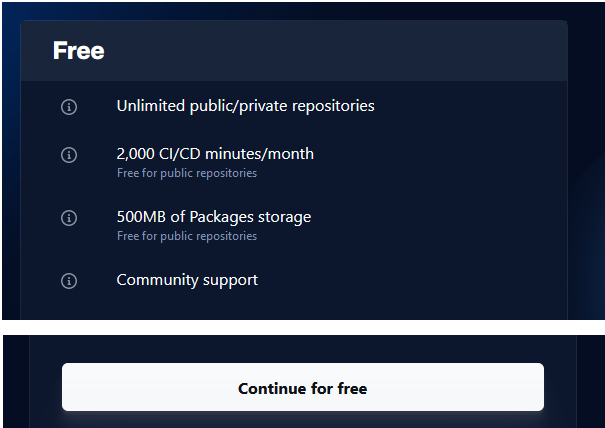 Free
Unlimited public/private repositories
2,000 CI/CD minutes/month
Free for public repositories
500MB of Packages storage
Free for public repositories
Community support
Continue for free